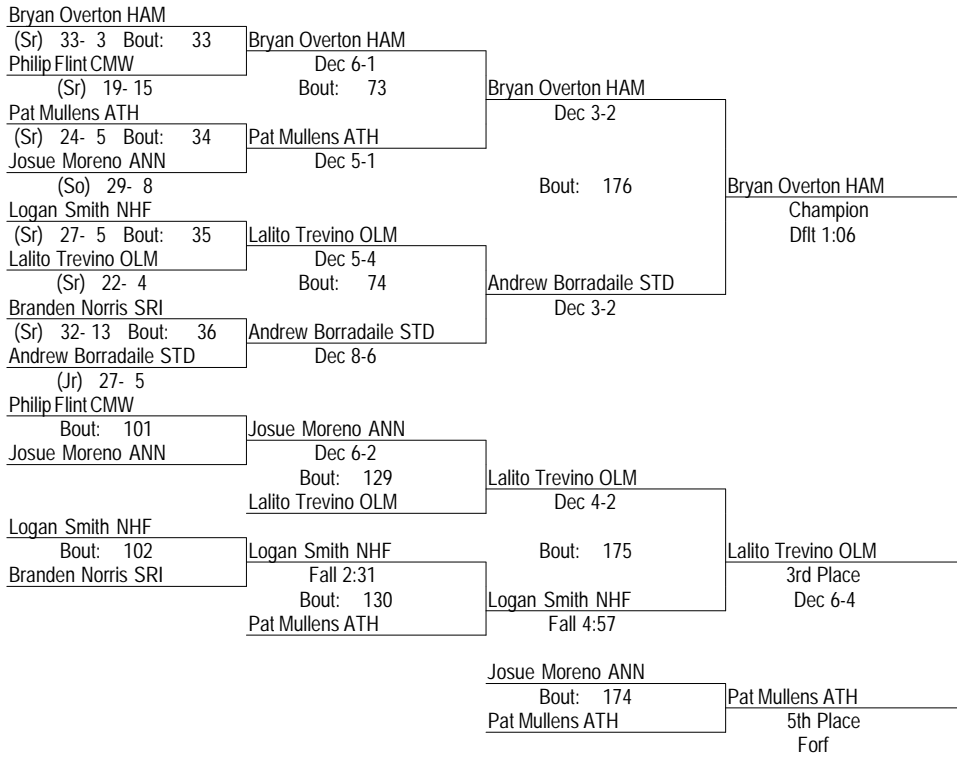 Bryan Overton HAM
(Sr) 33- 3 Bout: 33 Bryan Overton HAM
Philip Flint CMW Dec 6-1
(Sr) 19- 15 Bout: 73 Bryan Overton HAM
Pat Mullens ATH Dec 3-2
(Sr) 24- 5 Bout: 34 Pat Mullens ATH
Josue Moreno ANN Dec 5-1
(So) 29- 8 Bout: 176 Bryan Overton HAM
Logan Smith NHF Champion
(Sr) 27- 5 Bout: 35 Lalito Trevino OLM Dflt 1:06
Lalito Trevino OLM Dec 5-4
(Sr) 22- 4 Bout: 74 Andrew Borradaile STD
Branden Norris SRI Dec 3-2
(Sr) 32- 13 Bout: 36 Andrew Borradaile STD
Andrew Borradaile STD Dec 8-6
(Jr) 27- 5
Philip Flint CMW
Bout: 101 Josue Moreno ANN
Josue Moreno ANN Dec 6-2
Bout: 129 Lalito Trevino OLM
Lalito Trevino OLM Dec 4-2
Logan Smith NHF
Bout: 102 Logan Smith NHF Bout: 175 Lalito Trevino OLM
Branden Norris SRI Fall 2:31 3rd Place
Bout: 130 Logan Smith NHF Dec 6-4
Pat Mullens ATH Fall 4:57
Josue Moreno ANN
Bout: 174 Pat Mullens ATH
Pat Mullens ATH 5th Place
Forf